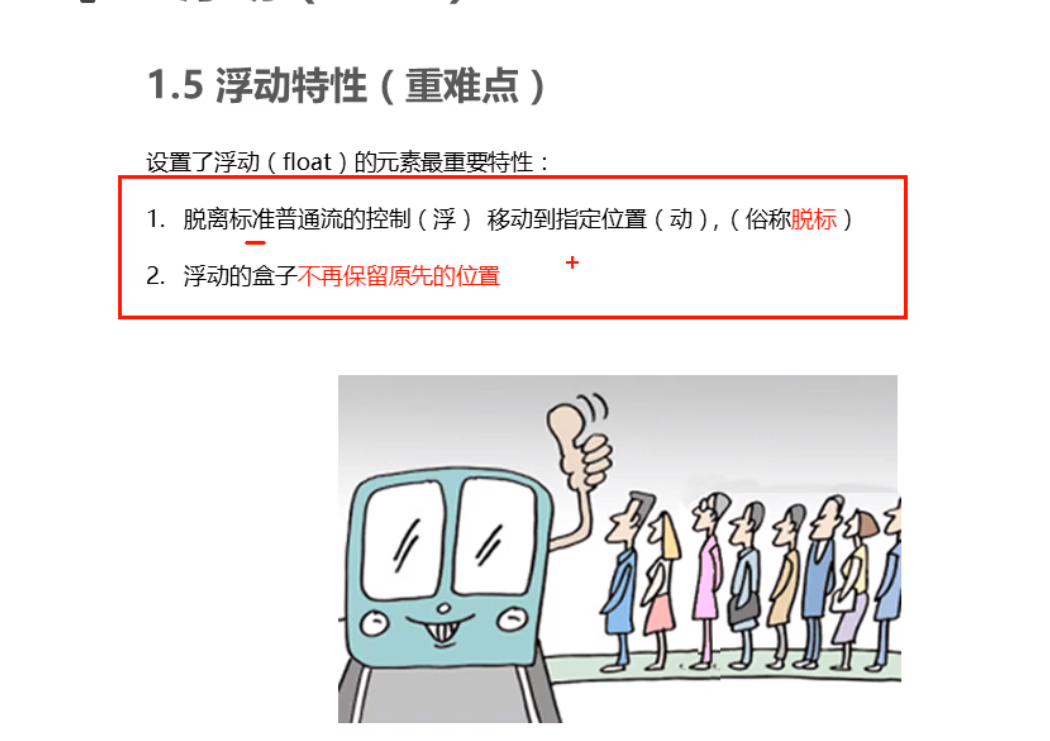 1.5 浮动特性（重难点）
设置了浮动（float）的元素最重要特性：
1. 脱离标准普通流的控制（浮） 移动到指定位置（动），（俗称脱标）
2. 浮动的盒子不再保留原先的位置